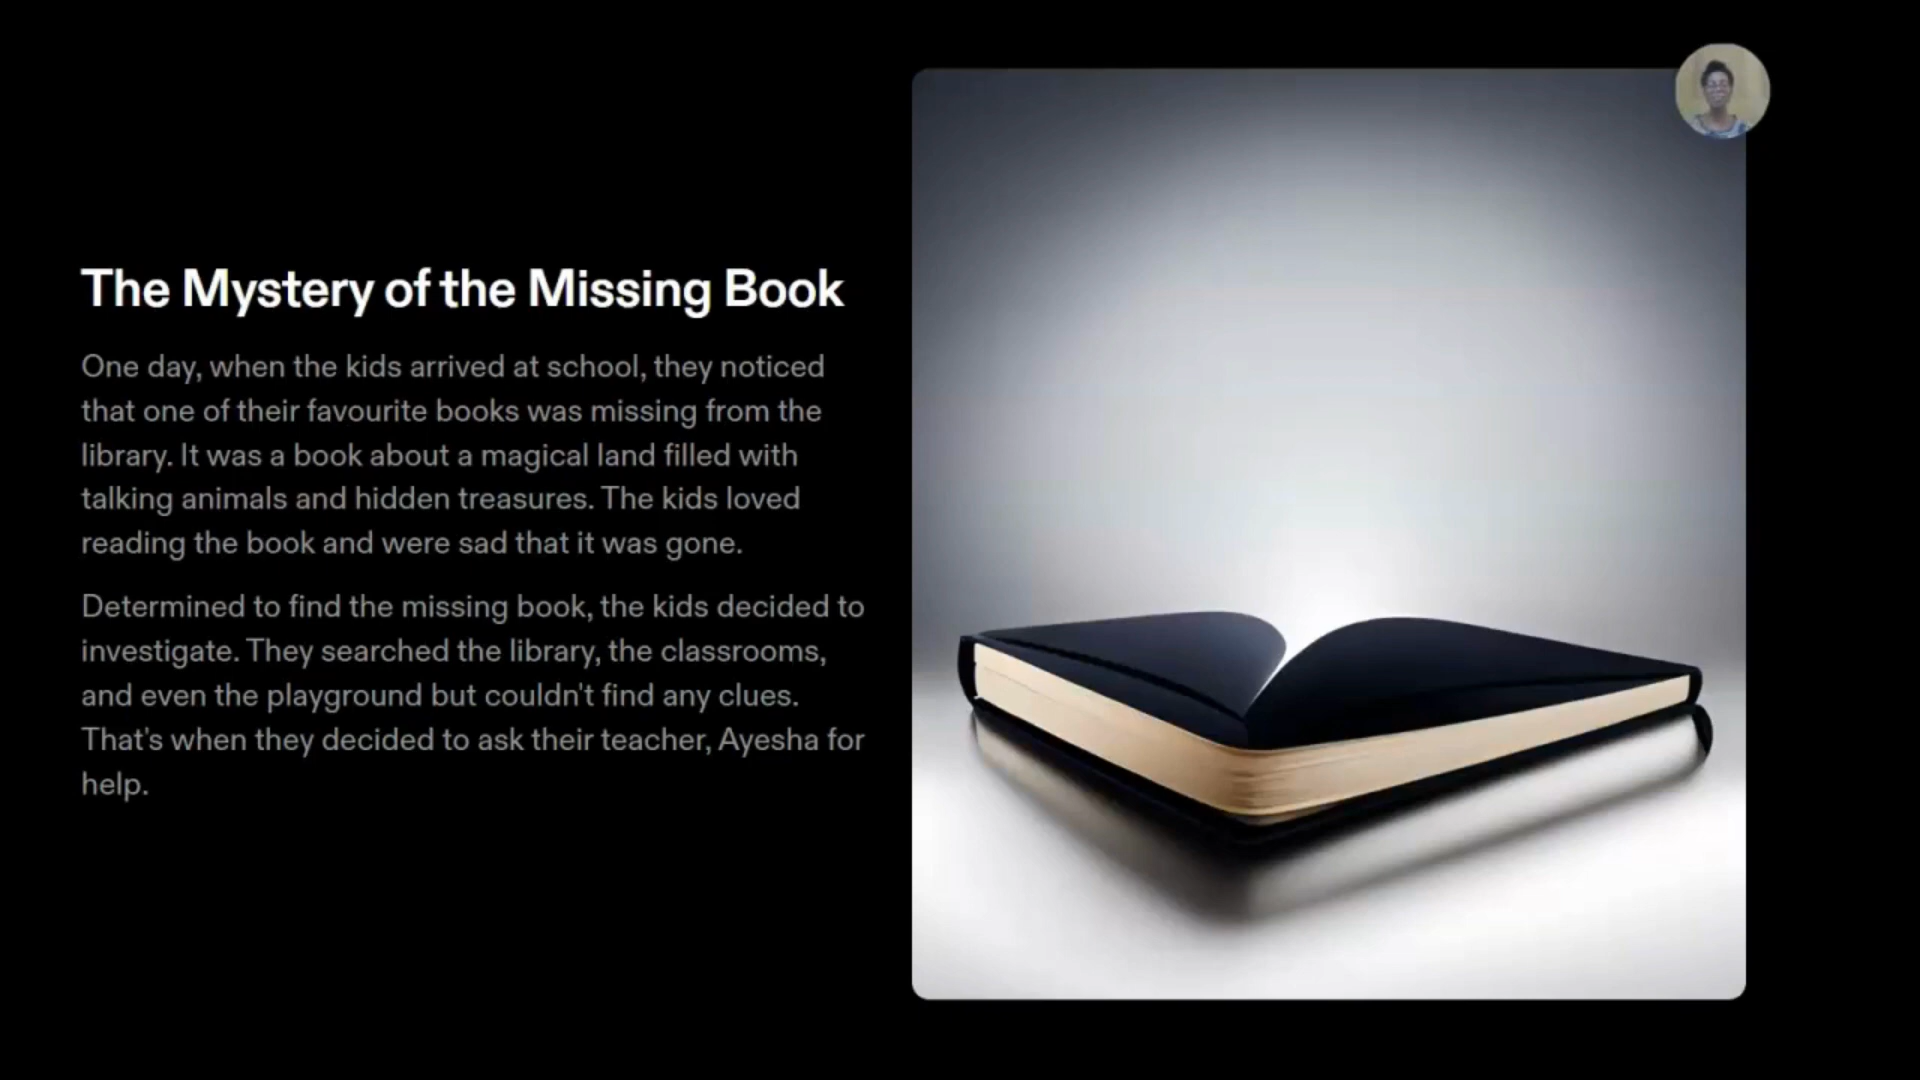 The Mystery of the Missing Book
One day, when the kids arrived at school, they noticed
that one of their favourite books was missing from the
library. It was a book about a magical land filled with
talking animals and hidden treasures. The kids loved
reading the book and were sad that it was gone.
Determined to find the missing book, the kids decided to
investigate. They searched the library, the classrooms,
and even the playground but couldn't find any clues.
That's when they decided to ask their teacher, Ayesha for
help.